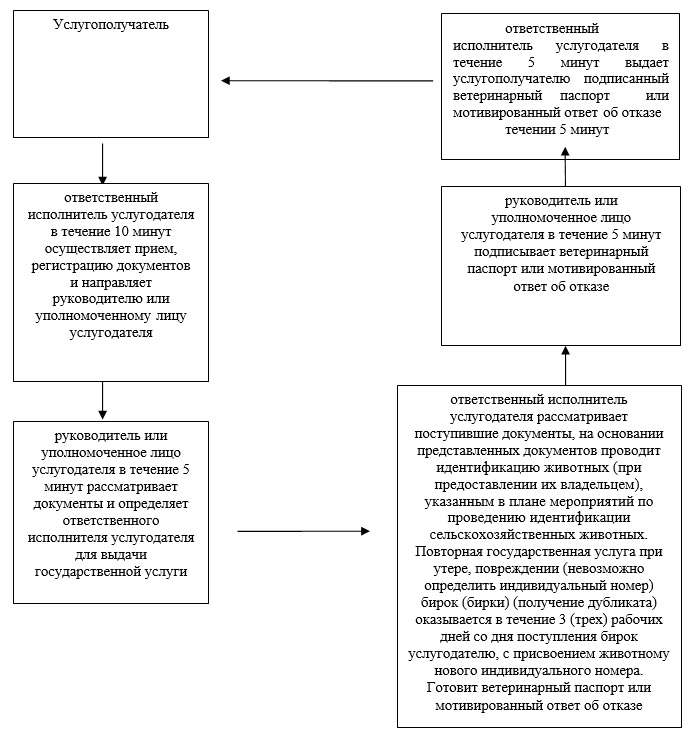 Услугополучатель
ответственный
исполнитель услугодателя
в течение 10 минут
осуществляет прием,
регистрацию документов
и направляет
руководителю или
уполномоченному лицу
услугодателя
руководитель или
уполномоченное лицо
услугодателя в течение 5
минут рассматривает
документы и определяет
ответственного
исполнителя услугодателя
для выдачи
государственной услуги
ответственный исполнитель
услугодателя рассматривает
поступившие документы, на основании
представленных документов проводит
идентификацию животных (при
предоставлении их владельцем),
указанным в плане мероприятий по
проведению идентификации
сельскохозяйственных животных.
Повторная государственная услуга при
утере, повреждении (невозможно
определить индивидуальный номер)
бирок (бирки) (получение дубликата)
оказывается в течение 3 (трех) рабочих
дней со дня поступления бирок
услугодателю, с присвоением животному
нового индивидуального номера.
Готовит ветеринарный паспорт или
мотивированный ответ об отказе
руководитель или
уполномоченное лицо
услугодателя в течение 5 минут
подписывает ветеринарный
паспорт или мотивированный
ответ об отказе
ответственный
исполнитель услугодателя в
течение 5 минут выдает
услугополучателю подписанный
ветеринарный паспорт или
мотивированный ответ об отказе
течении 5 минут